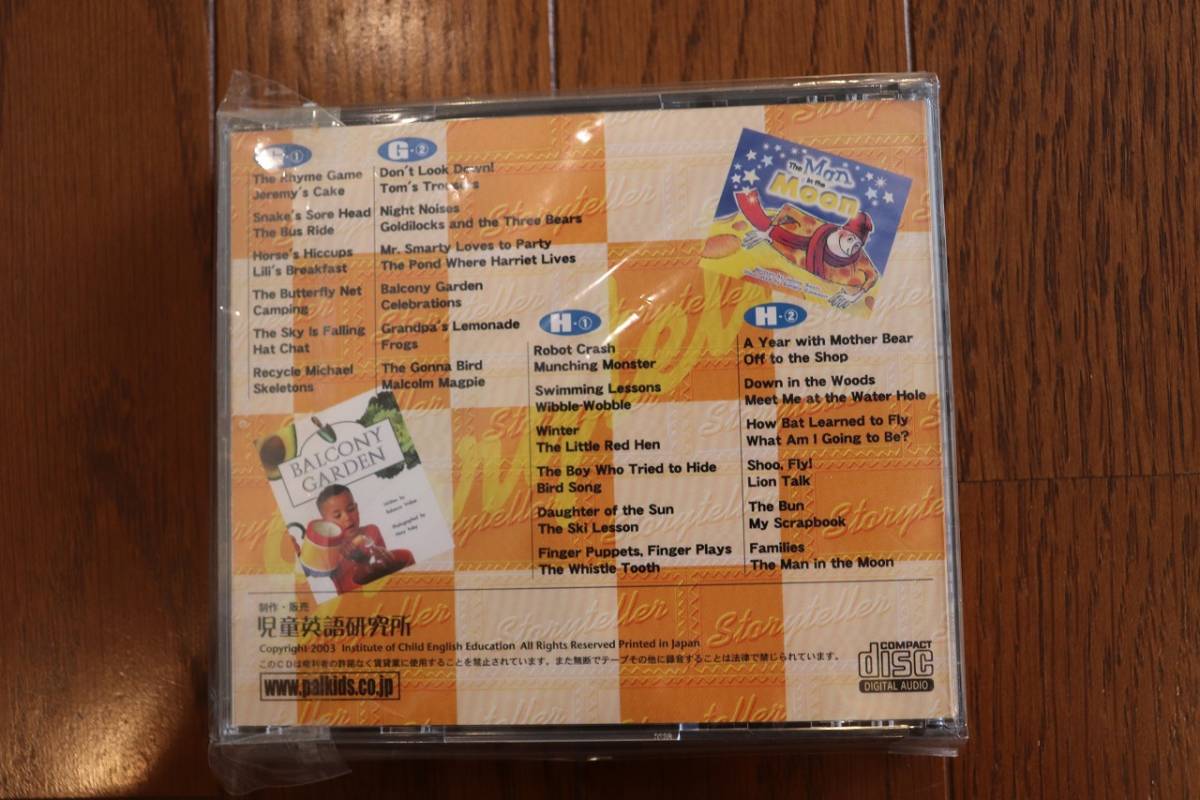 G-①
The Rhyme Game
Jeremy's Cake
Snake's Sore Head
The Bus Ride
Horse's Hiccups
Lili's Breakfast
The Butterfly Net
Camping
The Sky Is Falling
Hat Chat
Recycle Michael
Skeletons
G-②
Don't Look Down!
Tom's Trousers
Night Noises
Goldilocks and the Three Bears
Mr. Smarty Loves to Party
The Pond Where Harriet Lives
Balcony Garden
Celebrations
Grandpa's Lemonade
Frogs
The Gonna Bird
Malcolm Magpie
The Man
in the
Moon
H-①
Robot Crash
Munching Monster
Swimming Lessons
Wibble-Wobble
Winter
The Little Red Hen
The Boy Who Tried to Hide
Bird Song
Daughter of the Sun
The Ski Lesson
Finger Puppets, Finger Plays
The Whistle Tooth
H-②
A Year with Mother Bear
Off to the Shop
Down in the Woods
Meet Me at the Water Hole
How Bat Learned to Fly
What Am I Going to Be?
Shoo, Fly!
Lion Talk
The Bun
My Scrapbook
Families
The Man in the Moon
BALCONY
GARDEN
Storyteller
制作・販売
児童英語研究所
Copyright 2003 Institute of Child English Education All Rights Reserved Printed in Japan
このCDは権利者の許諾なく賃貸業に使用することを禁止されています。また無断でテープその他に録音することは法律で禁じられています。
www.palkids.co.jp
COMPACT
disc
DIGITAL AUDIO